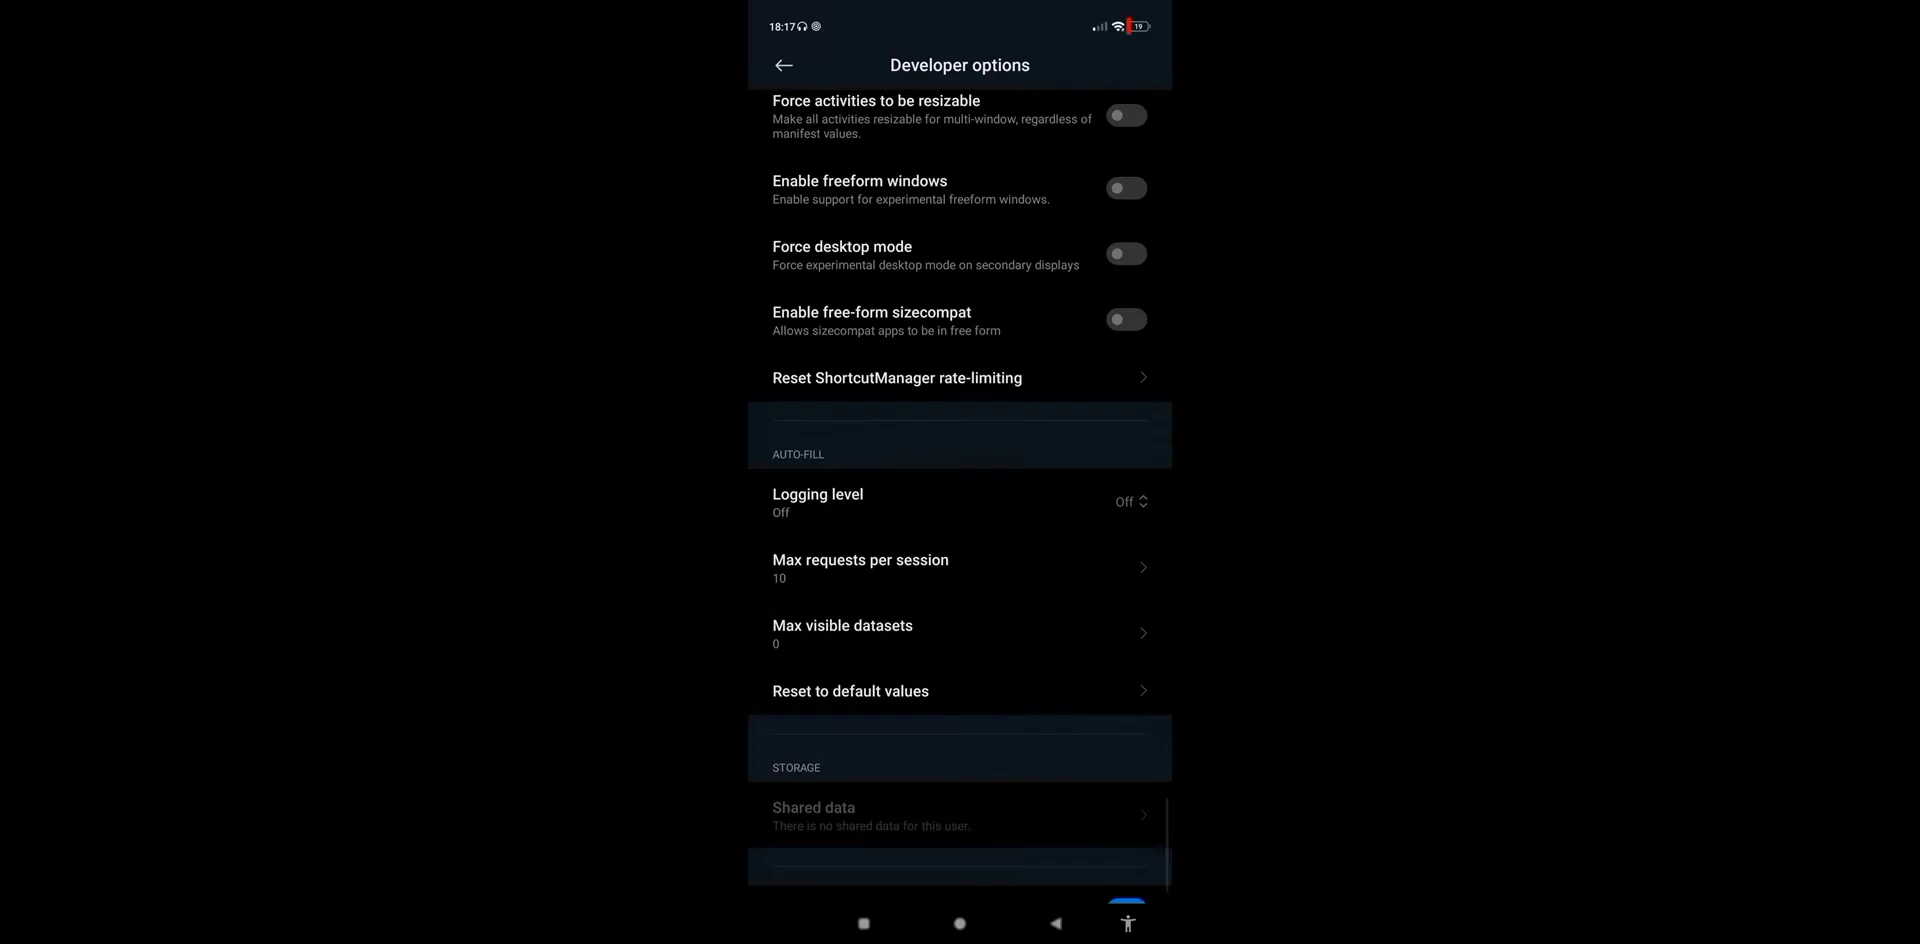 18:17
19
Developer options
Force activities to be resizable
Make all activities resizable for multi-window, regardless of
manifest values.
Enable freeform windows
Enable support for experimental freeform windows.
Force desktop mode
Force experimental desktop mode on secondary displays
Enable free-form sizecompat
Allows sizecompat apps to be in free form
Reset ShortcutManager rate-limiting
AUTO-FILL
Logging level
Off
Off
Max requests per session
10
Max visible datasets
0
Reset to default values
STORAGE
Shared data
There is no shared data for this user.